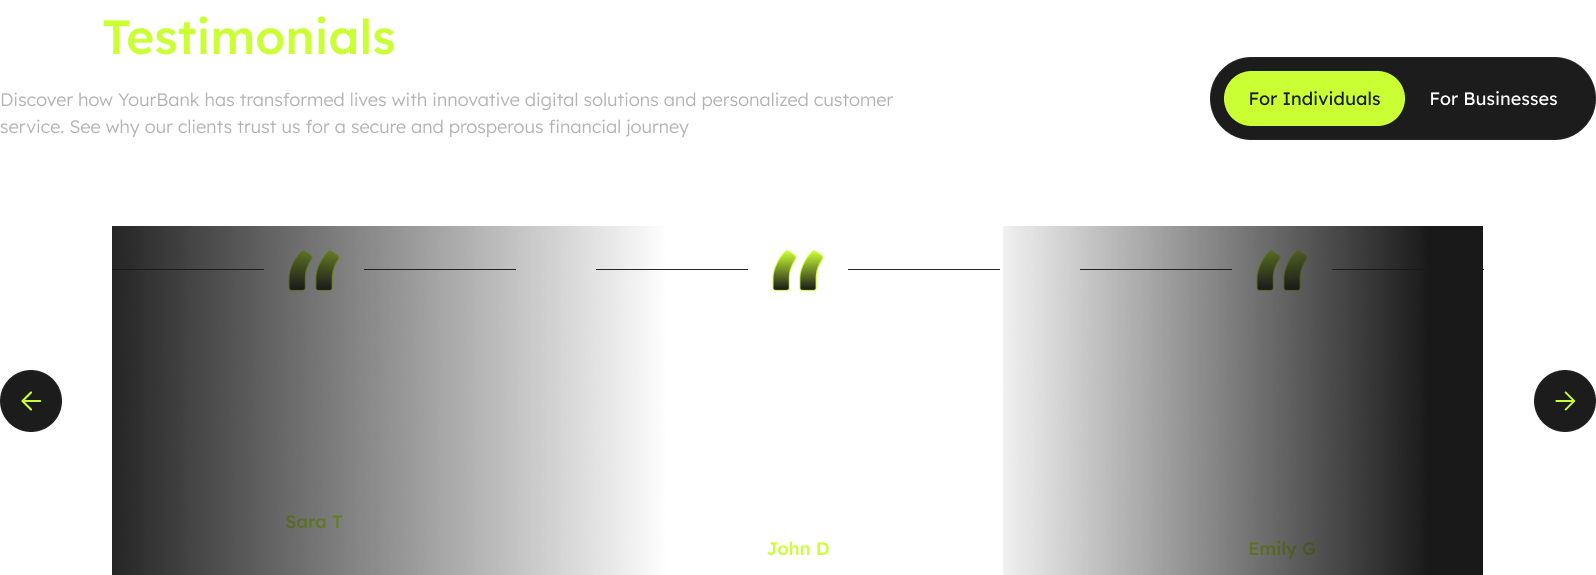 Testimonials
Discover how YourBank has transformed lives with innovative digital solutions and personalized customer
service. See why our clients trust us for a secure and prosperous financial journey
For Individuals
For Businesses
“
“
“
Sara T
John D
Emily G